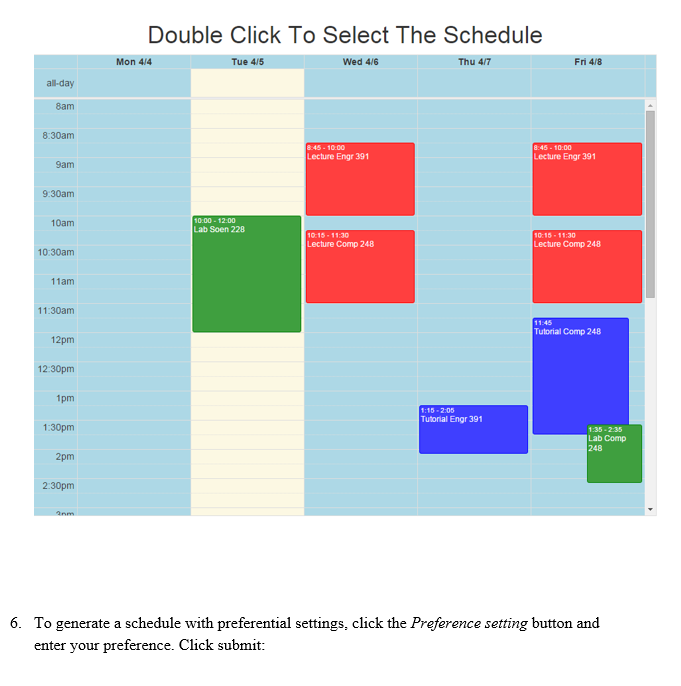 Double Click To Select The Schedule
Mon 4/4 Tue 4/5 Wed 4/6 Thu 4/7 Fri 4/8
all-day
8am
8:30am
8:45 - 10:00 8:45 - 10:00
Lecture Engr 391 Lecture Engr 391
9am
9:30am
10am
10:00 - 12:00
Lab Soen 228
10:15 - 11:30 10:15 - 11:30
Lecture Comp 248 Lecture Comp 248
10:30am
11am
11:30am
11:45
Tutorial Comp 248
12pm
12:30pm
1pm
1:15 - 2:05
Tutorial Engr 391
1:30pm
1:35 - 2:35
Lab Comp
248
2pm
2:30pm
3pm
6. To generate a schedule with preferential settings, click the Preference setting button and
enter your preference. Click submit: